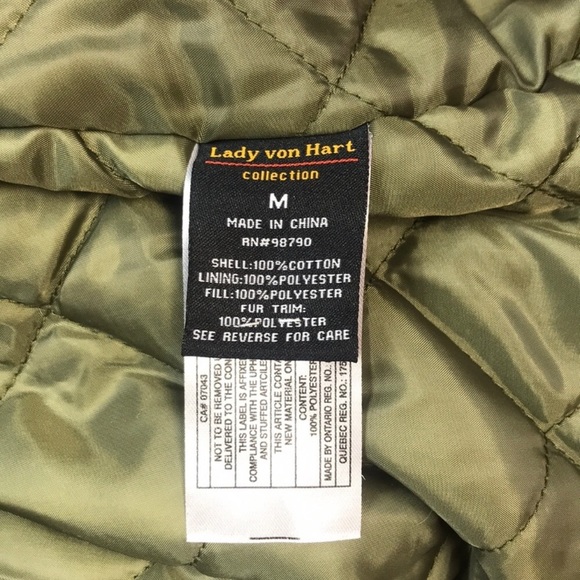 Lady von Hart
collection
M
MADE IN CHINA
RN#98790
SHELL:100%COTTON
LINING:100%POLYESTER
FILL:100%POLYESTER
FUR TRIM:
100%POLYESTER
SEE REVERSE FOR CARE
CA# 07043
NOT TO BE REMOVED
DELIVERED TO THE CON
THIS LABEL IS AFFIXE
COMPLIANCE WITH THE UPH
AND STUFFED ARTCILES
THIS ARTICLE CONT
NEW MATERIAL ON
CONTENT:
100% POLYESTER
MADE BY ONTARIO REG. NO.:
QUEBEC REG. NO.: 175